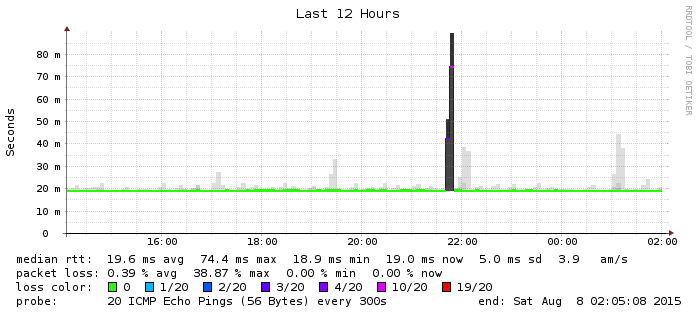 Last 12 Hours
RRDTOOL / TOBI OETIKER
Seconds
80 m
70 m
60 m
50 m
40 m
30 m
20 m
10 m
0
16:00 18:00 20:00 22:00 00:00 02:00
median rtt: 19.6 ms avg 74.4 ms max 18.9 ms min 19.0 ms now 5.0 ms sd 3.9 am/s
packet loss: 0.39 % avg 38.87 % max 0.00 % min 0.00 % now
loss color: 0 1/20 2/20 3/20 4/20 10/20 19/20
probe: 20 ICMP Echo Pings (56 Bytes) every 300s end: Sat Aug 8 02:05:08 2015